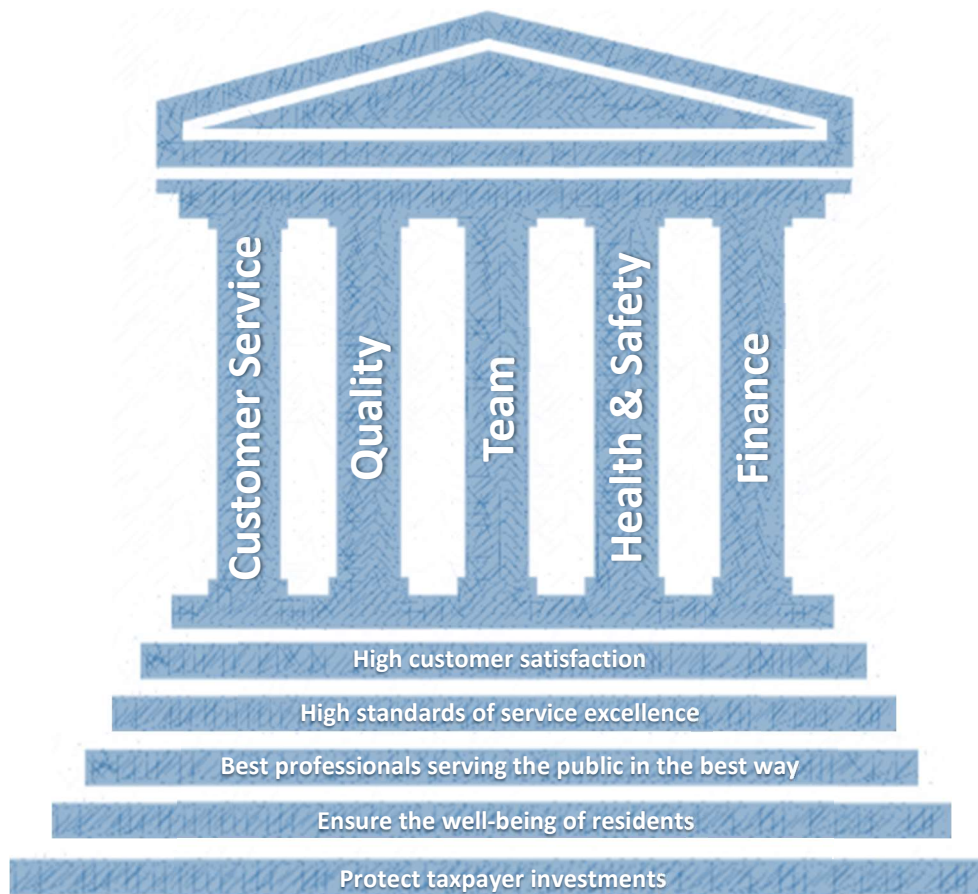 Customer Service
Quality
Team
Health & Safety
Finance
High customer satisfaction
High standards of service excellence
Best professionals serving the public in the best way
Ensure the well-being of residents
Protect taxpayer investments